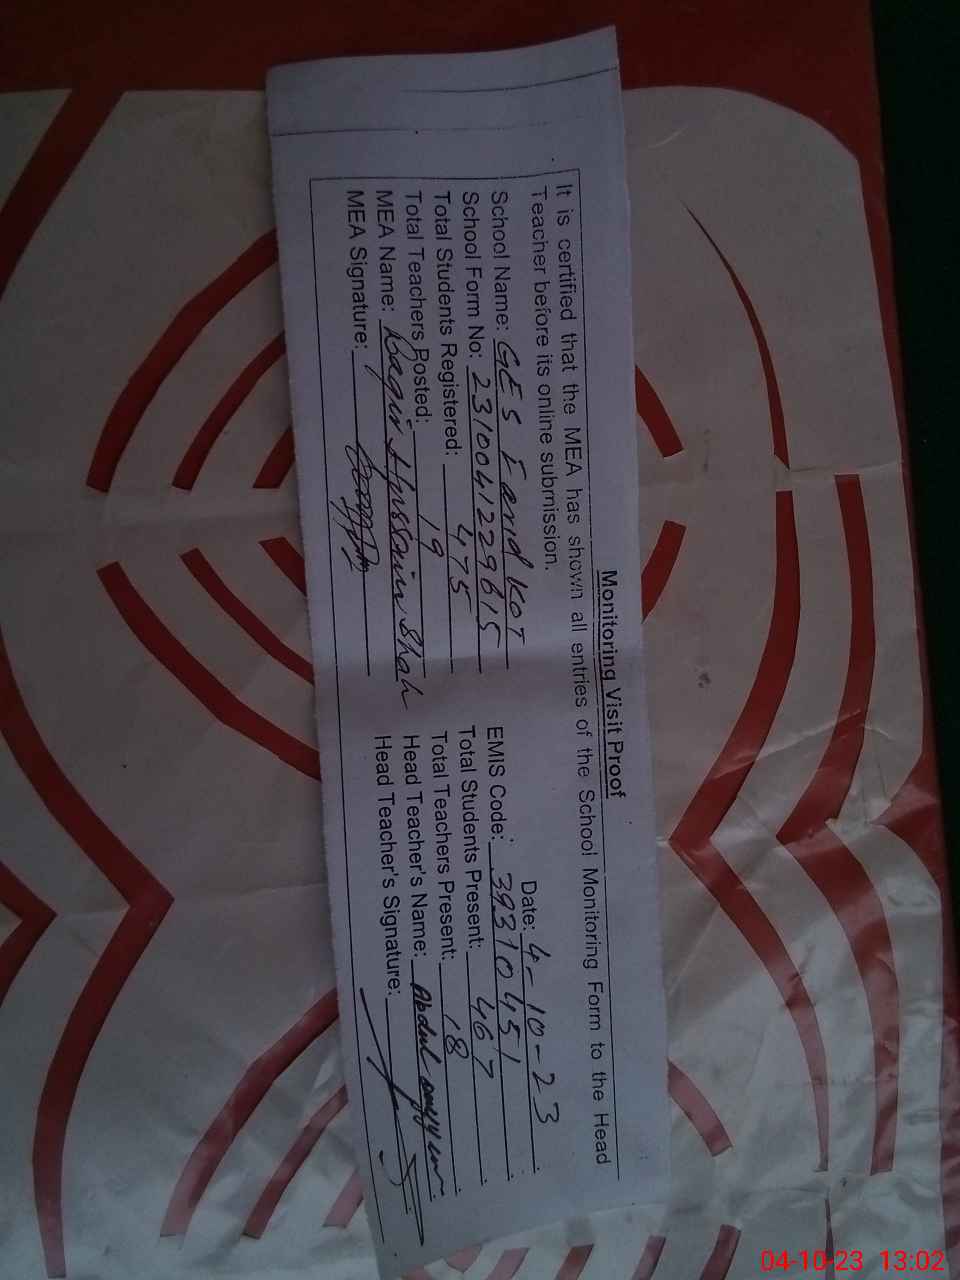 Monitoring Visit Proof
It is certified that the MEA has shown all entries of the School Monitoring Form to the Head
Teacher before its online submission.
Date: 4-10-23
School Name: GES Farid Kot EMIS Code: 39310451
School Form No: 2310041229615 Total Students Present: 467
Total Students Registered: 475 Total Teachers Present: 18
Total Teachers Posted: 19 Head Teacher's Name: Abdul
MEA Name: Baqir Hussain Shah Head Teacher's Signature:
MEA Signature:
04-10-23 13:02